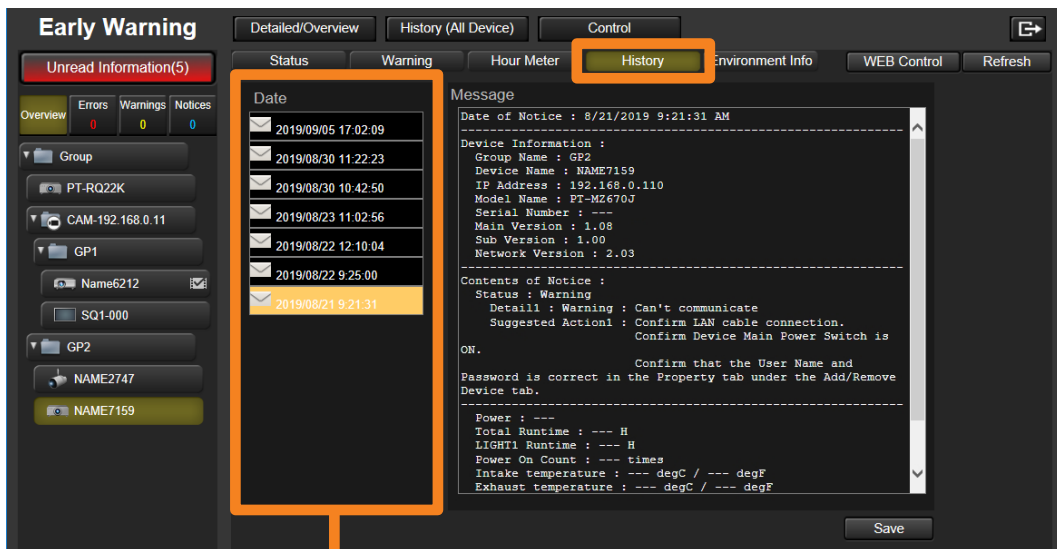 Early Warning
Detailed/Overview
History (All Device)
Control
Unread Information(5)
Status
Warning
Hour Meter
History
Environment Info
WEB Control
Refresh
Overview
Errors
0
Warnings
0
Notices
0
Group
PT-RQ22K
CAM-192.168.0.11
GP1
Name6212
SQ1-000
GP2
NAME2747
NAME7159
Date
2019/09/05 17:02:09
2019/08/30 11:22:23
2019/08/30 10:42:50
2019/08/23 11:02:56
2019/08/22 12:10:04
2019/08/22 9:25:00
2019/08/21 9:21:31
Message
Date of Notice : 8/21/2019 9:21:31 AM
----------------------------------------------------------------
Device Information :
Group Name : GP2
Device Name : NAME7159
IP Address : 192.168.0.110
Model Name : PT-MZ670J
Serial Number : ---
Main Version : 1.08
Sub Version : 1.00
Network Version : 2.03
----------------------------------------------------------------
Contents of Notice :
Status : Warning
Detail1 : Warning : Can't communicate
Suggested Action1 : Confirm LAN cable connection.
Confirm Device Main Power Switch is
ON.
Confirm that the User Name and
Password is correct in the Property tab under the Add/Remove
Device tab.
----------------------------------------------------------------
Power : ---
Total Runtime : --- H
LIGHT1 Runtime : --- H
Power On Count : --- times
Intake temperature : --- degC / --- degF
Exhaust temperature : --- degC / --- degF
Save